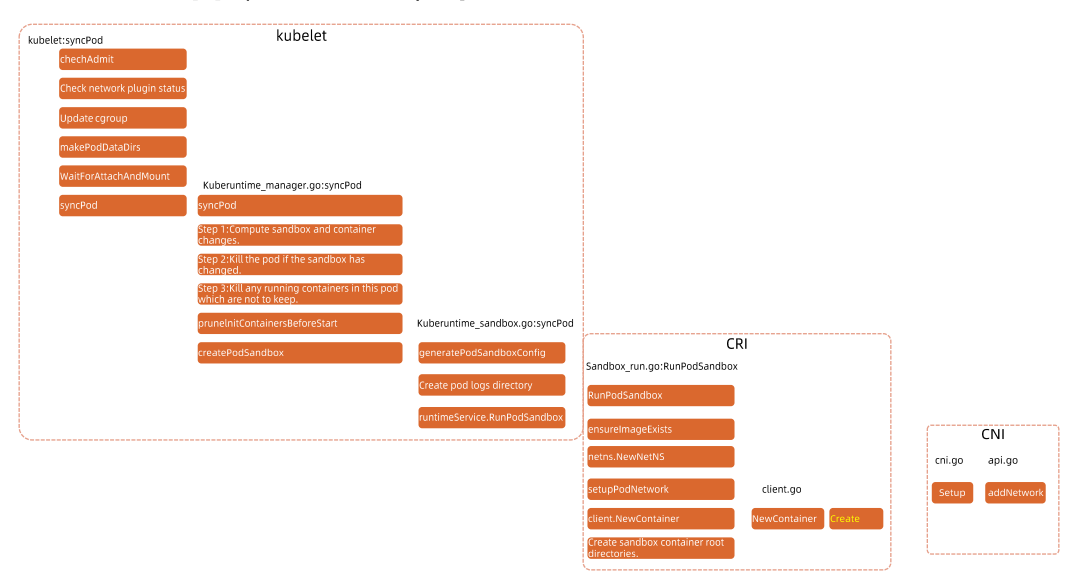 kubelet
kubelet:syncPod
chechAdmit
Check network plugin status
Update cgroup
makePodDataDirs
WaitForAttachAndMount
syncPod
Kuberuntime_manager.go:syncPod
syncPod
Step 1:Compute sandbox and container
changes.
Step 2:Kill the pod if the sandbox has
changed.
Step 3:Kill any running containers in this pod
which are not to keep.
pruneInitContainersBeforeStart
createPodSandbox
Kuberuntime_sandbox.go:syncPod
generatePodSandboxConfig
Create pod logs directory
runtimeService.RunPodSandbox
CRI
Sandbox_run.go:RunPodSandbox
RunPodSandbox
ensureImageExists
netns.NewNetNS
setupPodNetwork
client.NewContainer
Create sandbox container root
directories.
client.go
NewContainer
Create
CNI
cni.go
api.go
Setup
addNetwork